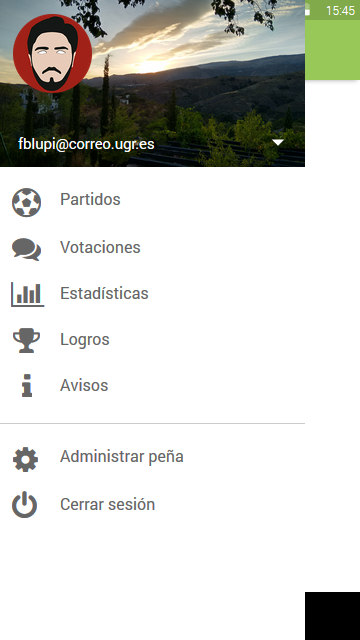 15:45
fblupi@correo.ugr.es
Partidos
Votaciones
Estadísticas
Logros
Avisos
Administrar peña
Cerrar sesión